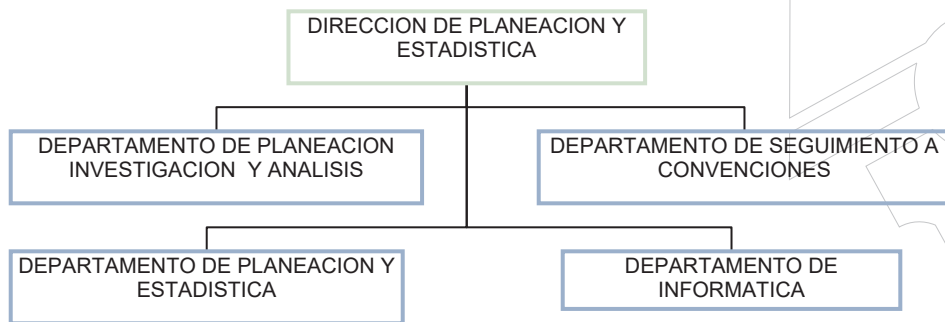 DIRECCION DE PLANEACION Y
ESTADISTICA
DEPARTAMENTO DE PLANEACION
INVESTIGACION Y ANALISIS
DEPARTAMENTO DE SEGUIMIENTO A
CONVENCIONES
DEPARTAMENTO DE PLANEACION Y
ESTADISTICA
DEPARTAMENTO DE
INFORMATICA